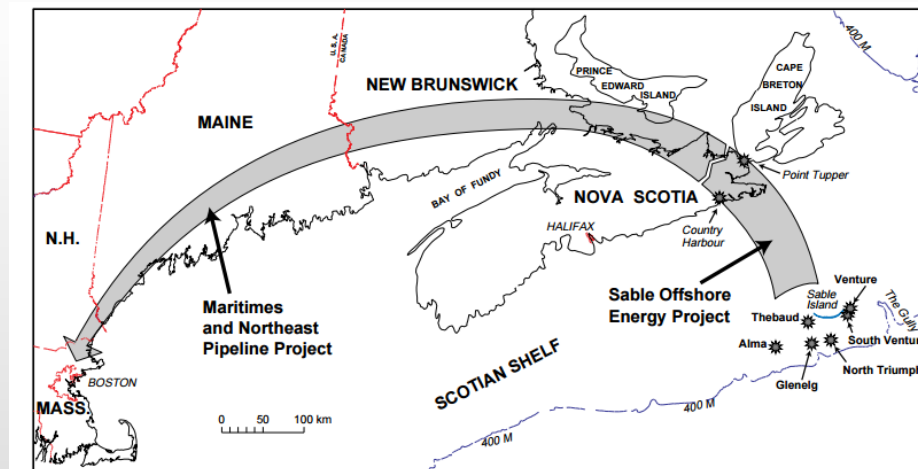 400 M
U.S.A.
CANADA
PRINCE
EDWARD
ISLAND
CAPE
BRETON
ISLAND
NEW BRUNSWICK
MAINE
Point Tupper
BAY OF FUNDY
NOVA SCOTIA
N.H.
HALIFAX
Country
Harbour
Maritimes
and Northeast
Pipeline Project
Sable Offshore
Energy Project
Sable
Island
Venture
The Gully
Thebaud
South Ventur
Alma
North Triumph
Glenelg
BOSTON
MASS.
SCOTIAN SHELF
0 50 100 km
400 M
400 M